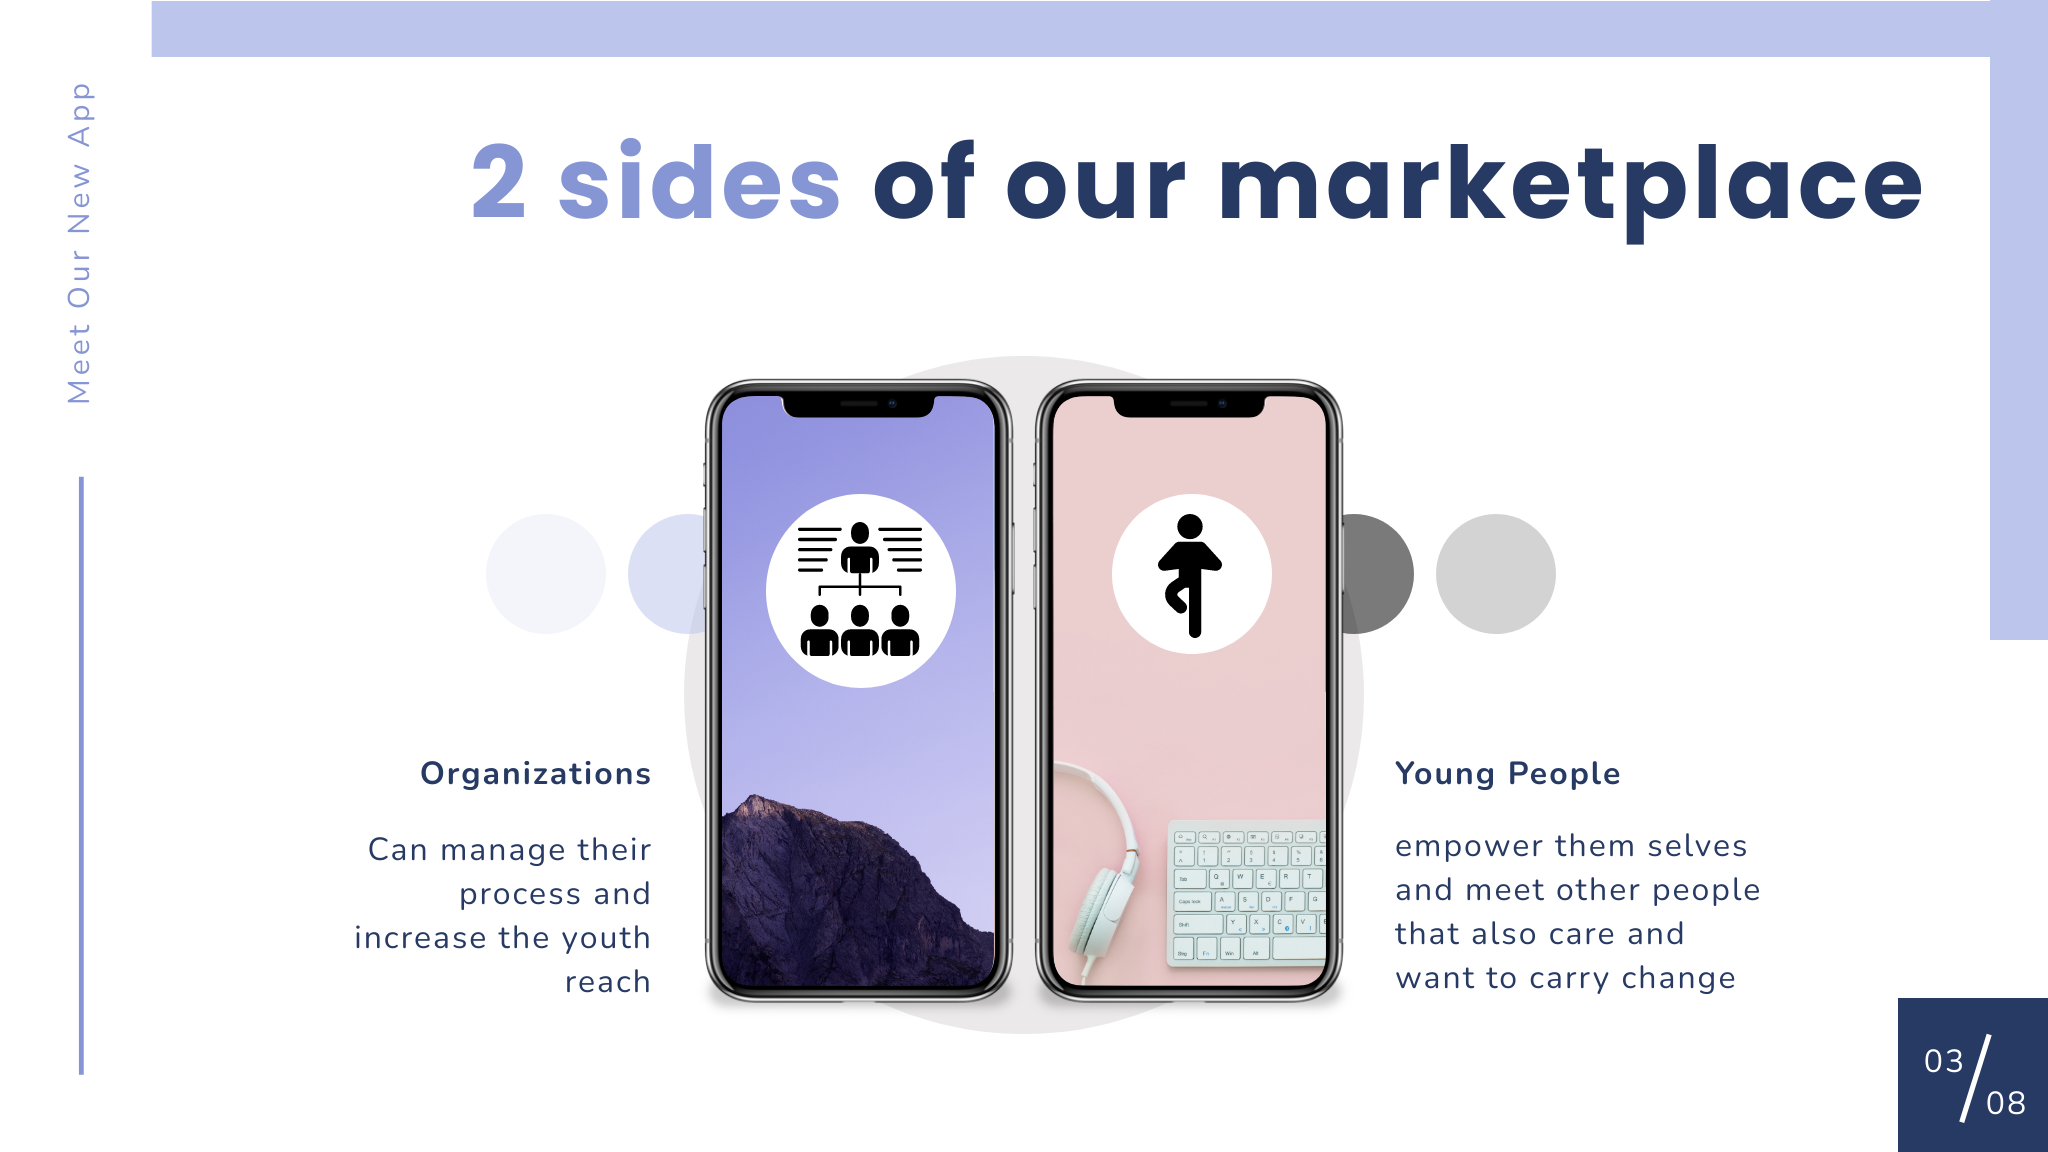 Meet Our New App
2 sides of our marketplace
Organizations
Can manage their
process and
increase the youth
reach
Young People
empower them selves
and meet other people
that also care and
want to carry change
03/08